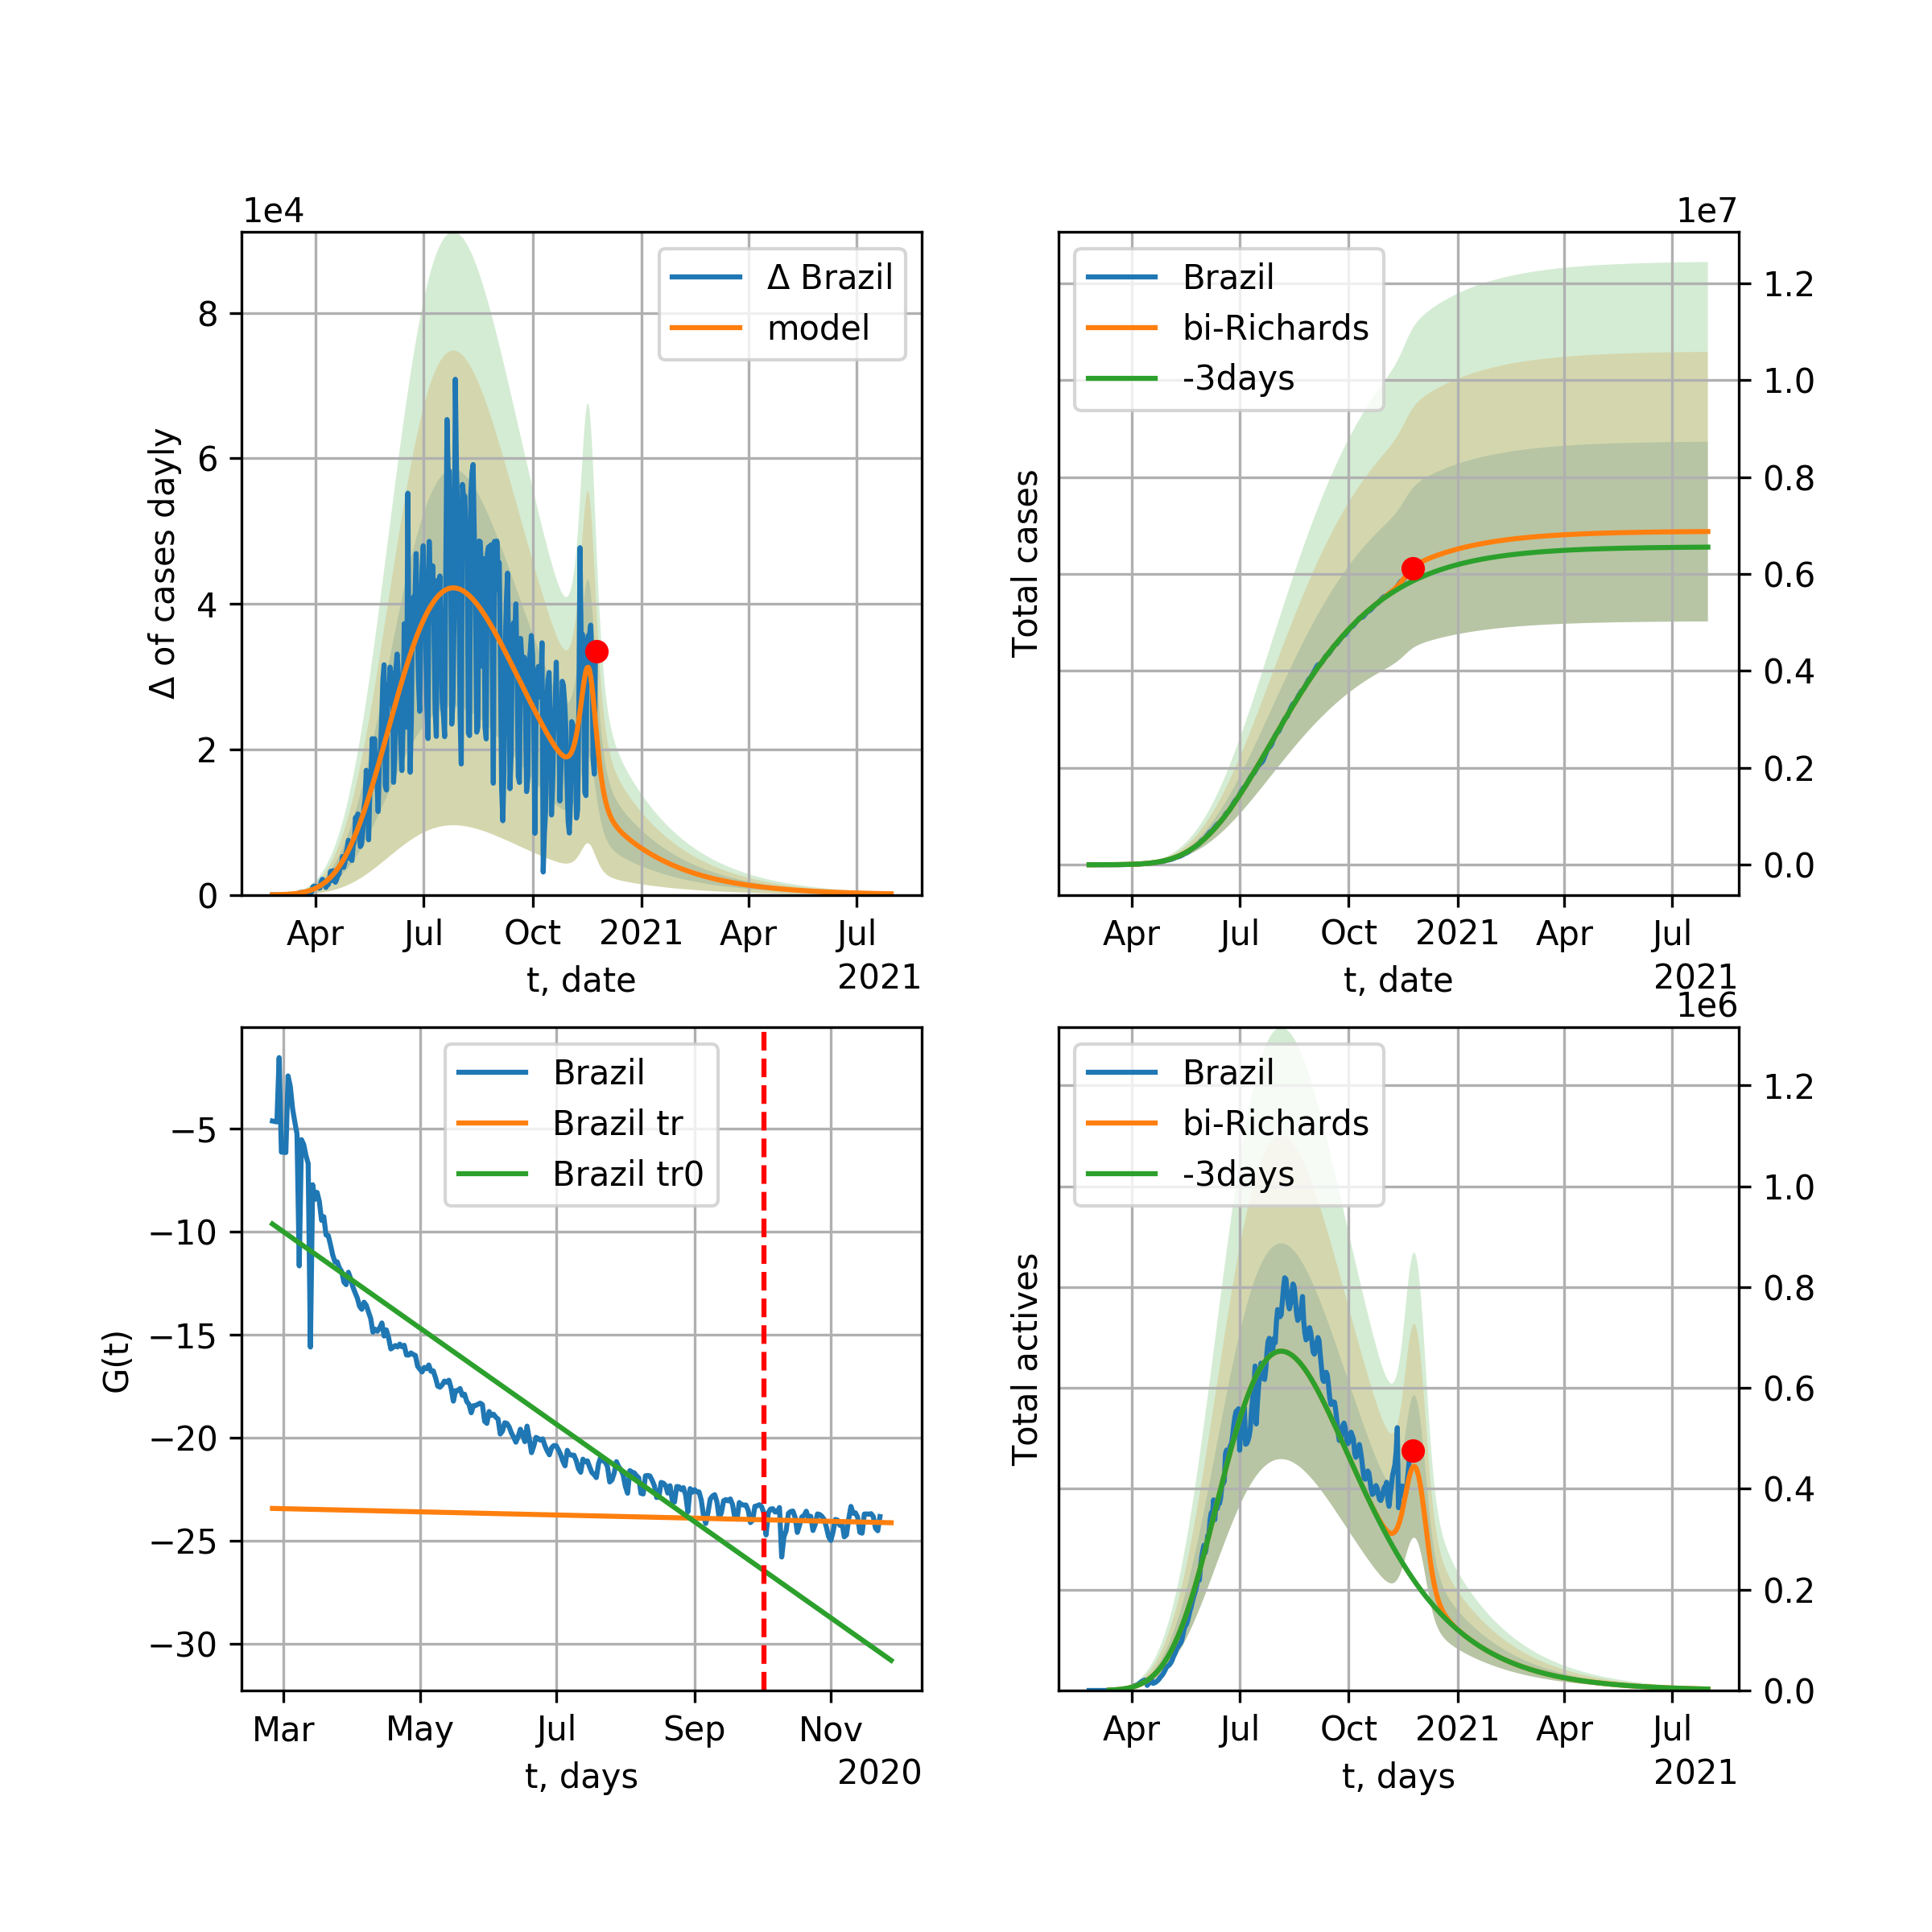 1e4
Δ Brazil
model
8
6
4
2
0
Δ of cases dayly
Apr Jul Oct 2021 Apr Jul
2021
t, date
1e7
Brazil
bi-Richards
-3days
1.2
1.0
0.8
0.6
0.4
0.2
0.0
Total cases
Apr Jul Oct 2021 Apr Jul
2021
t, date
Brazil
Brazil tr
Brazil tr0
−5
−10
−15
−20
−25
−30
G(t)
Mar May Jul Sep Nov
2020
t, days
1e6
Brazil
bi-Richards
-3days
1.2
1.0
0.8
0.6
0.4
0.2
0.0
Total actives
Apr Jul Oct 2021 Apr Jul
2021
t, days